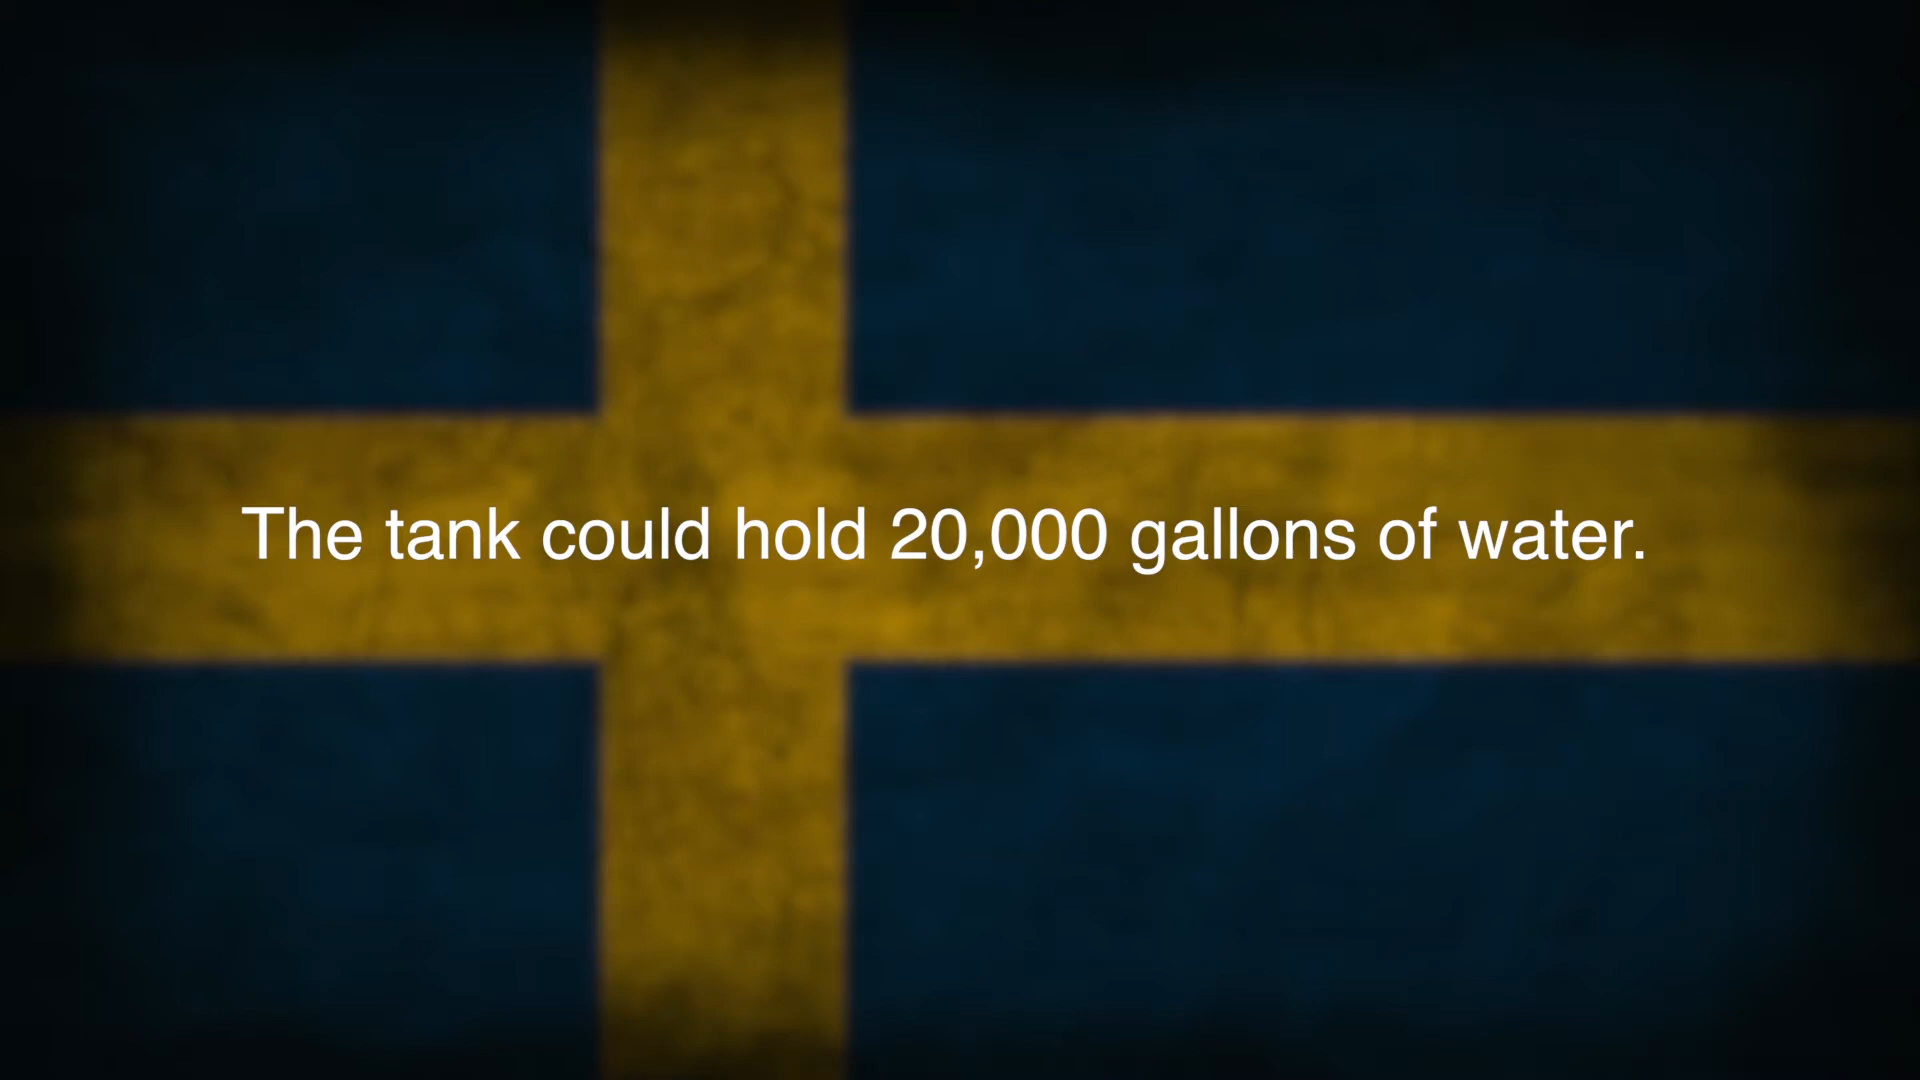 The tank could hold 20,000 gallons of water.